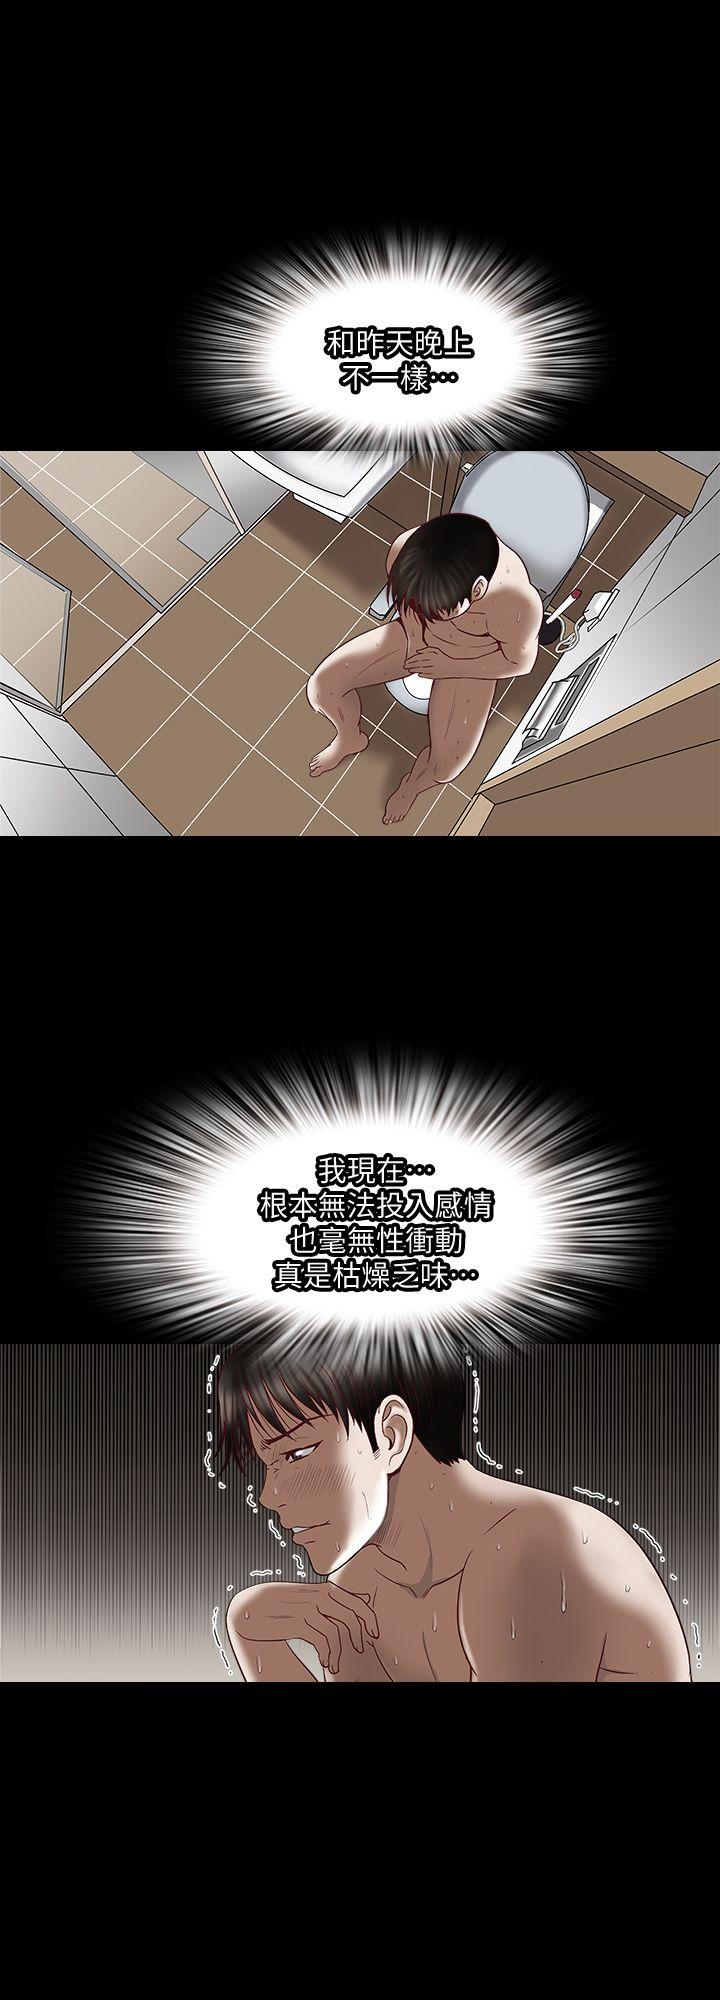 和昨天晚上
不一樣⋯
我現在⋯
根本無法投入感情
也毫無性衝動
真是枯燥乏味⋯